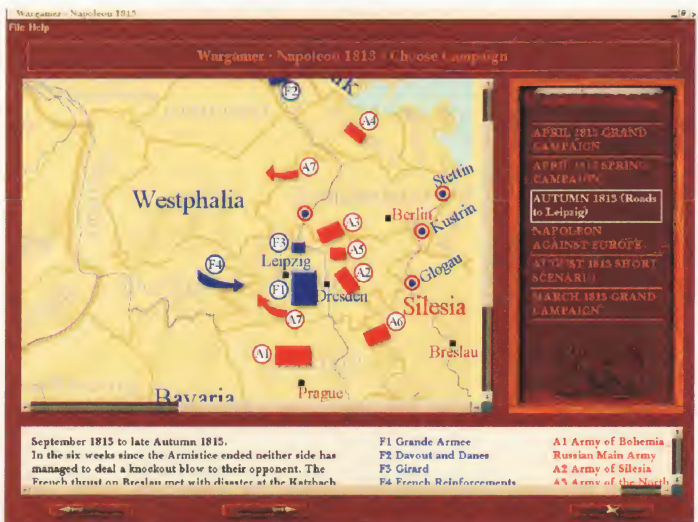 Wargamer - Napoleon 1813
File Help
Wargamer - Napoleon 1813 - Choose Campaign
F2
A4
A7
Stettin
Westphalia
Berlin
A3
Kustrin
F3
A5
Leipzig
F4
A2
Glogau
F1
Dresden
Silesia
A7
A6
A1
Breslau
Prague
Bavaria
APRIL 1813 GRAND
CAMPAIGN
APRIL 1813 SPRING
CAMPAIGN
AUTUMN 1813 (Roads
to Leipzig)
NAPOLEON
AGAINST EUROPE
AUGUST 1813 SHORT
SCENARIO
MARCH 1813 GRAND
CAMPAIGN
September 1813 to late Autumn 1813.
In the six weeks since the Armistice ended neither side has
managed to deal a knockout blow to their opponent. The
French thrust on Breslau met with disaster at the Katzbach
F1 Grande Armee
F2 Davout and Danes
F3 Girard
F4 French Reinforcements
A1 Army of Bohemia
Russian Main Army
A2 Army of Silesia
A3 Army of the North